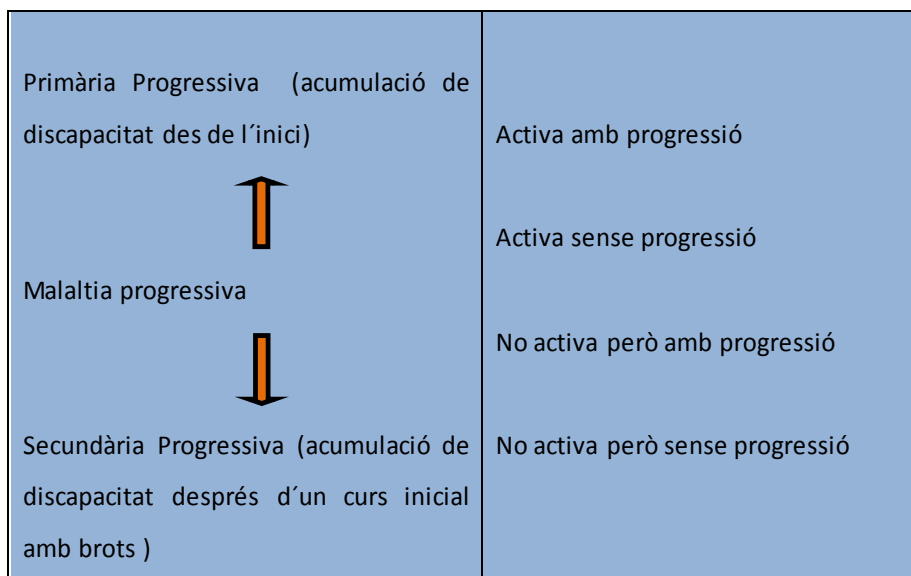 Primària Progressiva (acumulació de
discapacitat des de l´inici)
Malaltia progressiva
Secundària Progressiva (acumulació de
discapacitat després d´un curs inicial
amb brots )
Activa amb progressió
Activa sense progressió
No activa però amb progressió
No activa però sense progressió